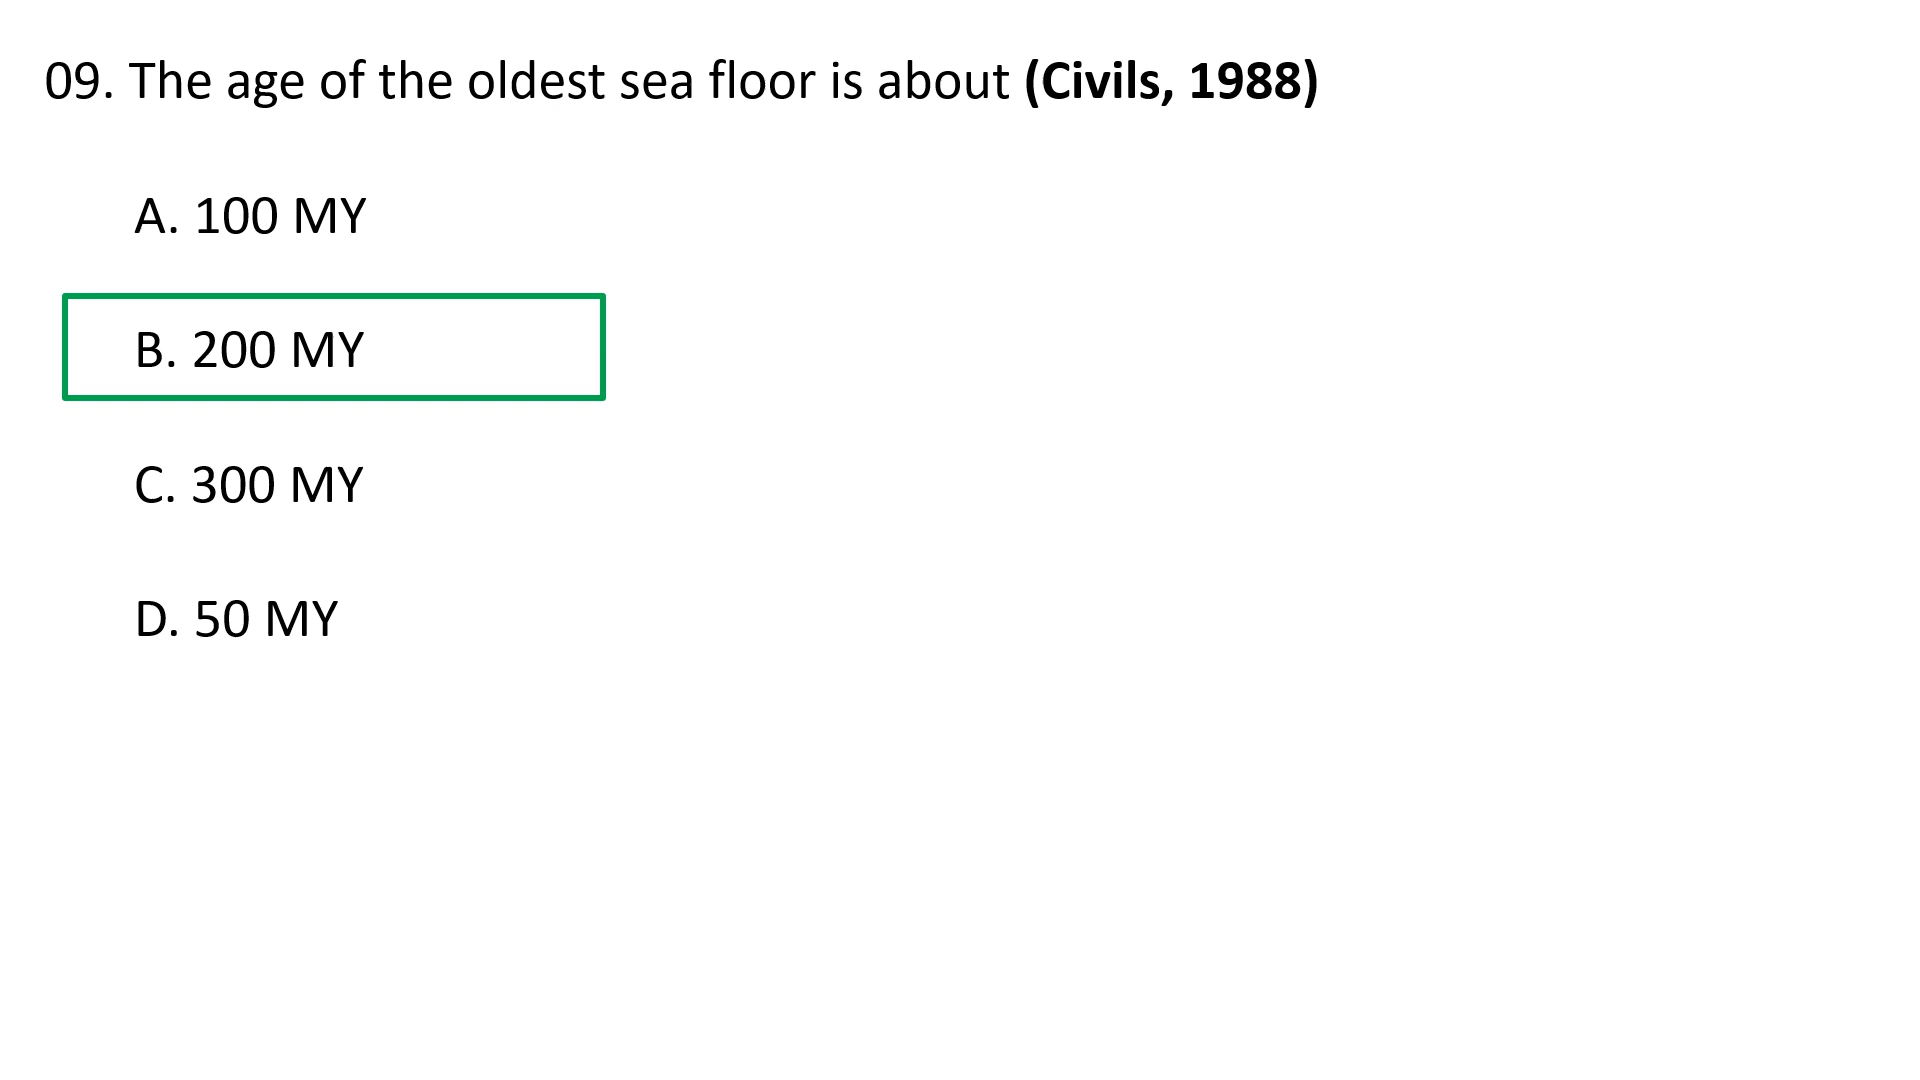 09. The age of the oldest sea floor is about (Civils, 1988)
A. 100 MY
B. 200 MY
C. 300 MY
D. 50 MY